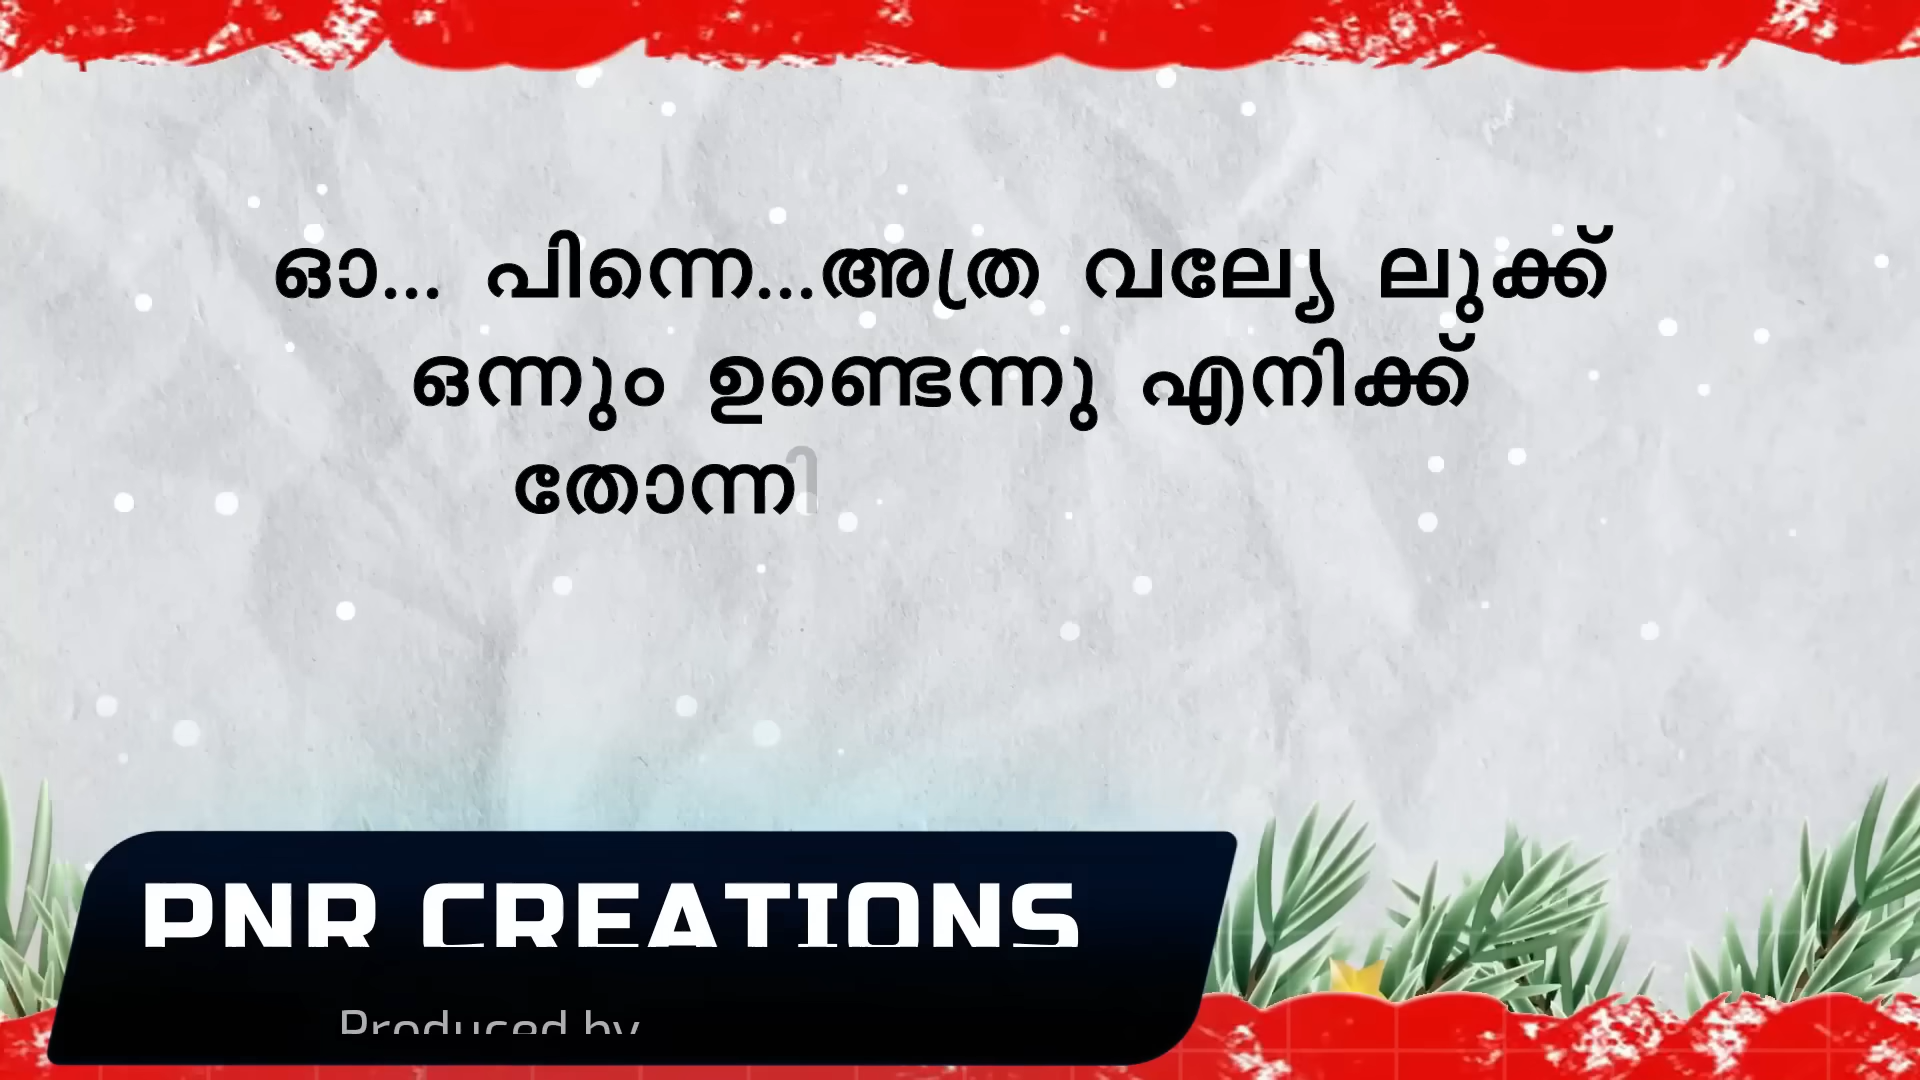 ഓ... പിന്നെ...അത്ര വല്യേ ലുക്ക്
ഒന്നും ഉണ്ടെന്നു എനിക്ക്
തോന്നി
PNR CREATIONS
Produced by